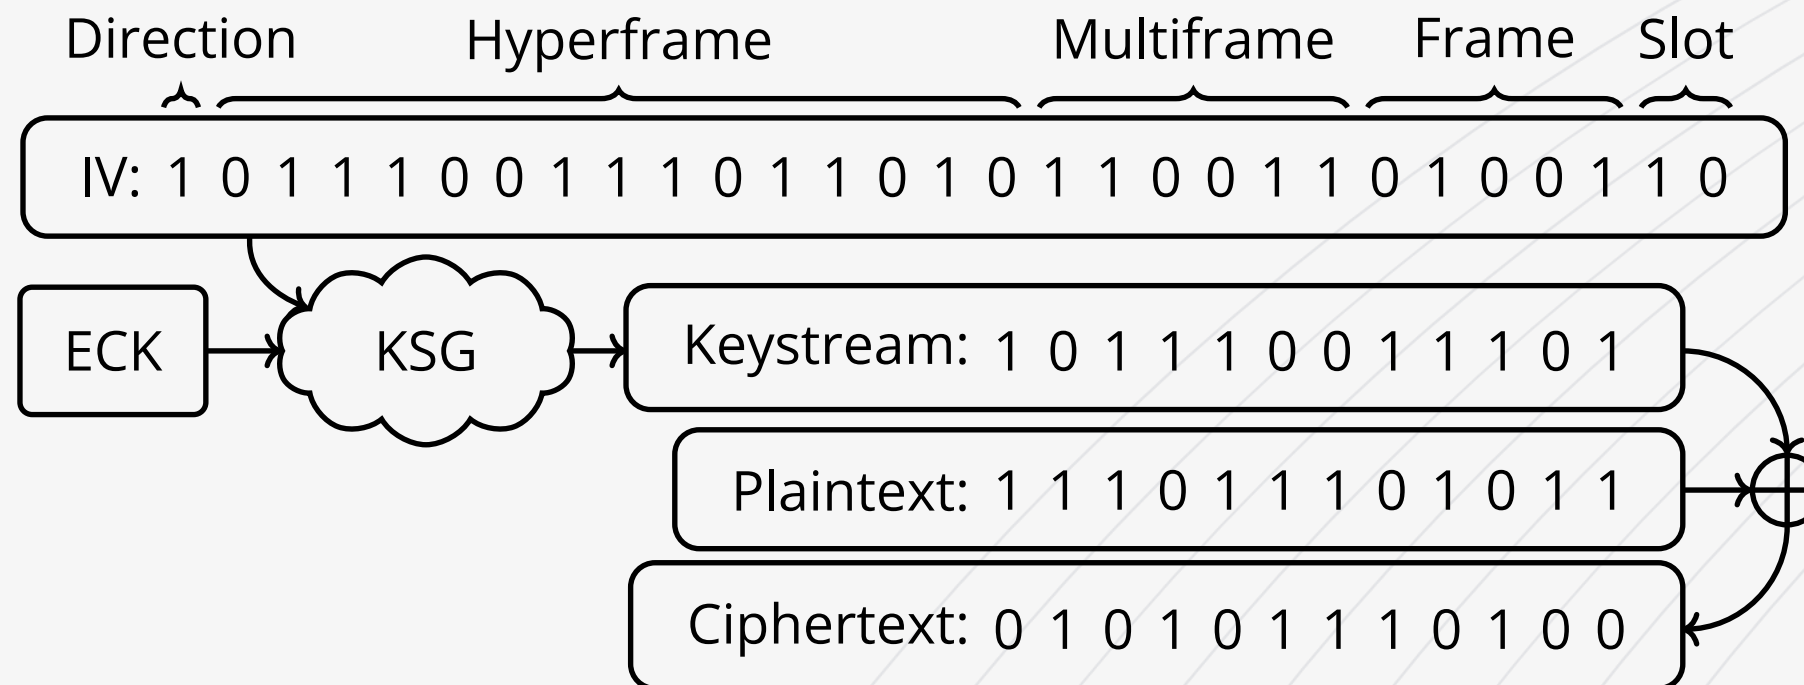 Direction Hyperframe Multiframe Frame Slot
IV: 1 0 1 1 1 0 0 1 1 1 0 1 1 0 1 0 1 1 0 0 1 1 0 1 0 0 1 1 0
ECK KSG Keystream: 1 0 1 1 1 0 0 1 1 1 0 1
Plaintext: 1 1 1 0 1 1 1 0 1 0 1 1
Ciphertext: 0 1 0 1 0 1 1 1 0 1 0 0